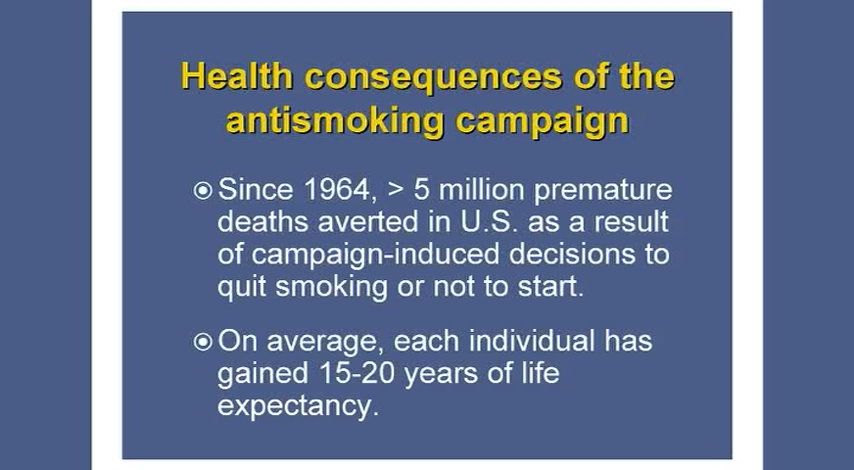 Health consequences of the
antismoking campaign
Since 1964, > 5 million premature
deaths averted in U.S. as a result
of campaign-induced decisions to
quit smoking or not to start.
On average, each individual has
gained 15-20 years of life
expectancy.